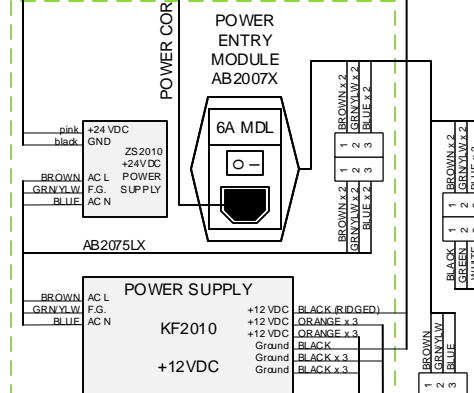 POWER COR
POWER
ENTRY
MODULE
AB2007X
6A MDL
BROWN x 2
GRN/YLW x 2
BLUE x 2
1 2 3
1 2 3
BROWN x 2
GRN/YLW x 2
BLUE x 2
pink
black
+24 VDC
GND
ZS2010
+24VDC
POWER
SUPPLY
BROWN AC L
GRN/YLW F.G.
BLUE AC N
AB2075LX
BROWN x 2
GRN/YLW x 2
BLUE x 2
1 2
1 2
BLACK
GREEN
WHITE
POWER SUPPLY
KF2010
+12VDC
BROWN AC L
GRN/YLW F.G.
BLUE AC N
+12 VDC BLACK (RIDGED)
+12 VDC ORANGE x 3
+12 VDC ORANGE x 3
Ground BLACK
Ground BLACK x 3
Ground BLACK x 3
BROWN
GRN/YLW
BLUE
1 2 3